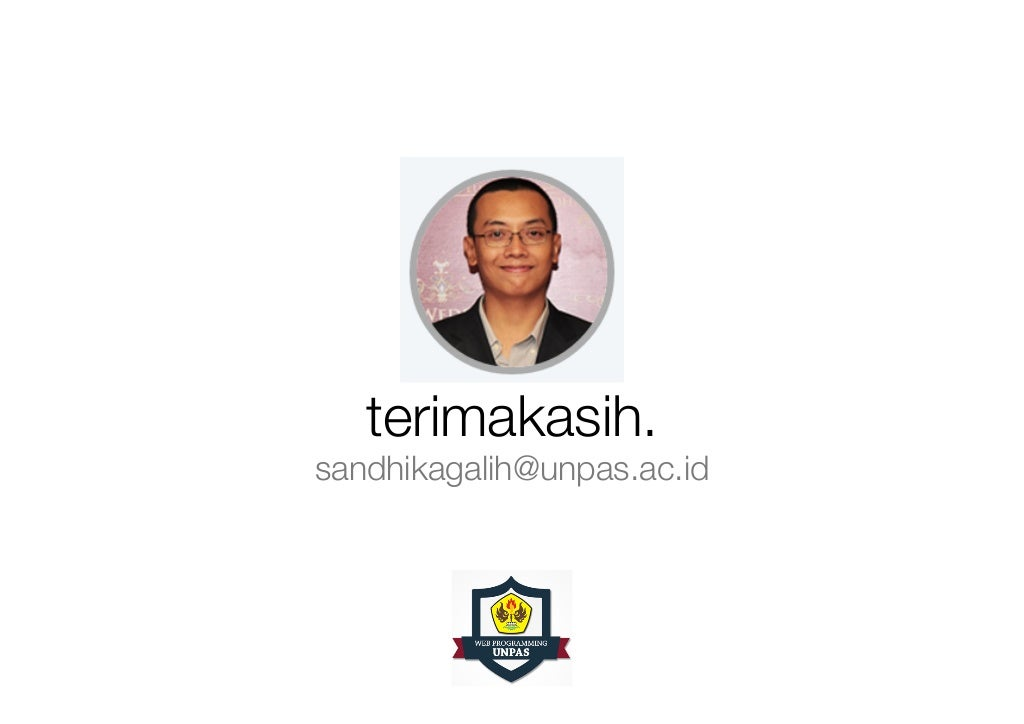 terimakasih.
sandhikagalih@unpas.ac.id
WEB PROGRAMMING
UNPAS